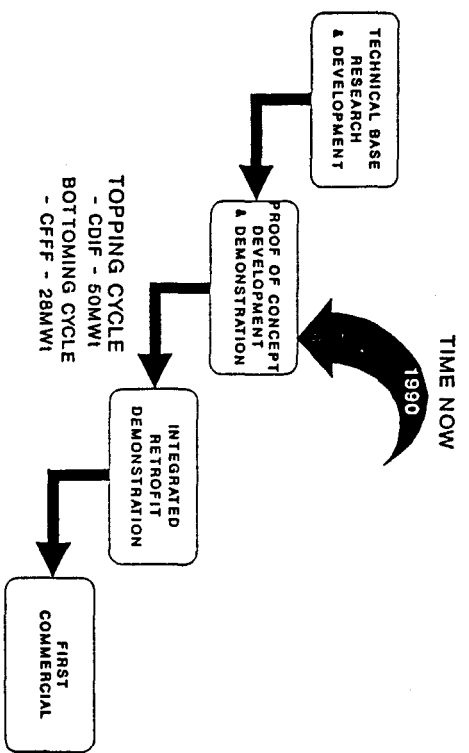 TIME NOW
1990
TECHNICAL BASE
RESEARCH
& DEVELOPMENT
PROOF OF CONCEPT
DEVELOPMENT
& DEMONSTRATION
TOPPING CYCLE
- CDIF - 50MWt
BOTTOMING CYCLE
- CFFF - 28MWt
INTEGRATED
RETROFIT
DEMONSTRATION
FIRST
COMMERCIAL